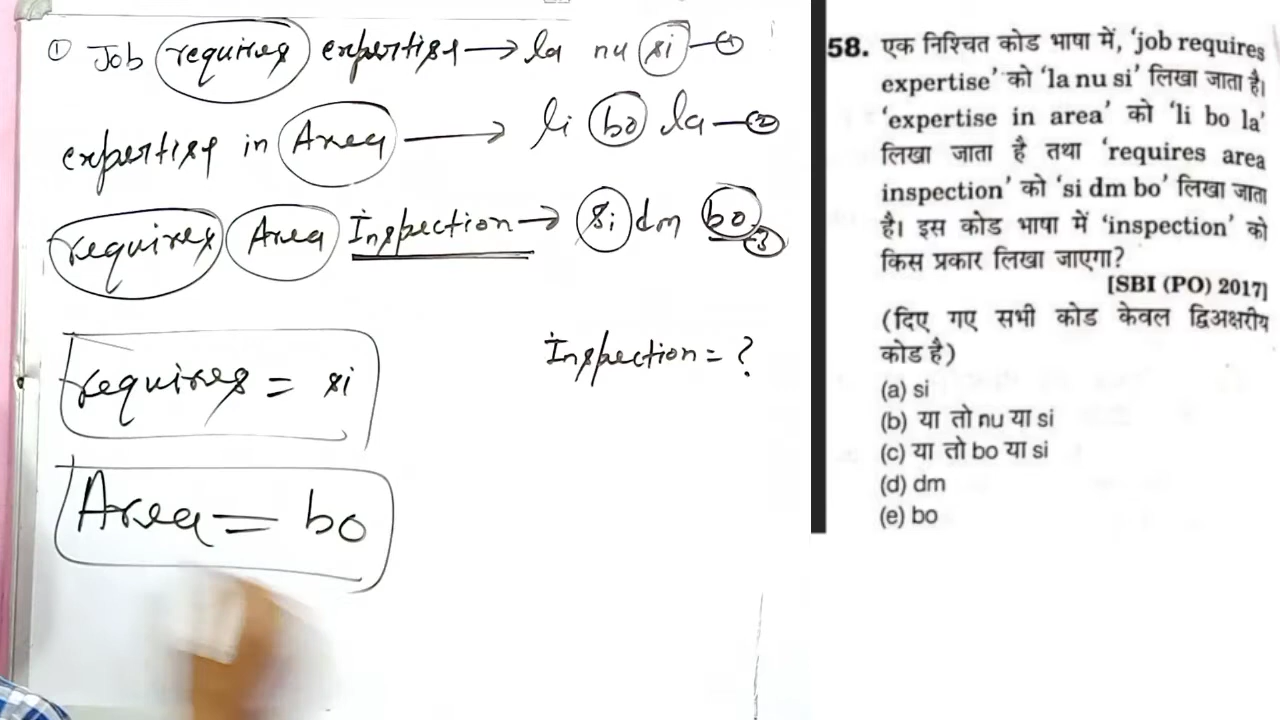 ① Job requires expertise → la nu si — ①
expertise in Area → li bo la — ②
requires Area Inspection → si dm bo — ③
requires = si
Inspection = ?
Area = bo
58. एक निश्चित कोड भाषा में, 'job requires
expertise' को 'la nu si' लिखा जाता है।
'expertise in area' को 'li bo la'
लिखा जाता है तथा 'requires area
inspection' को 'si dm bo' लिखा जाता
है। इस कोड भाषा में 'inspection' को
किस प्रकार लिखा जाएगा?
[SBI (PO) 2017]
(दिए गए सभी कोड केवल द्विअक्षरीय
कोड है)
(a) si
(b) या तो nu या si
(c) या तो bo या si
(d) dm
(e) bo